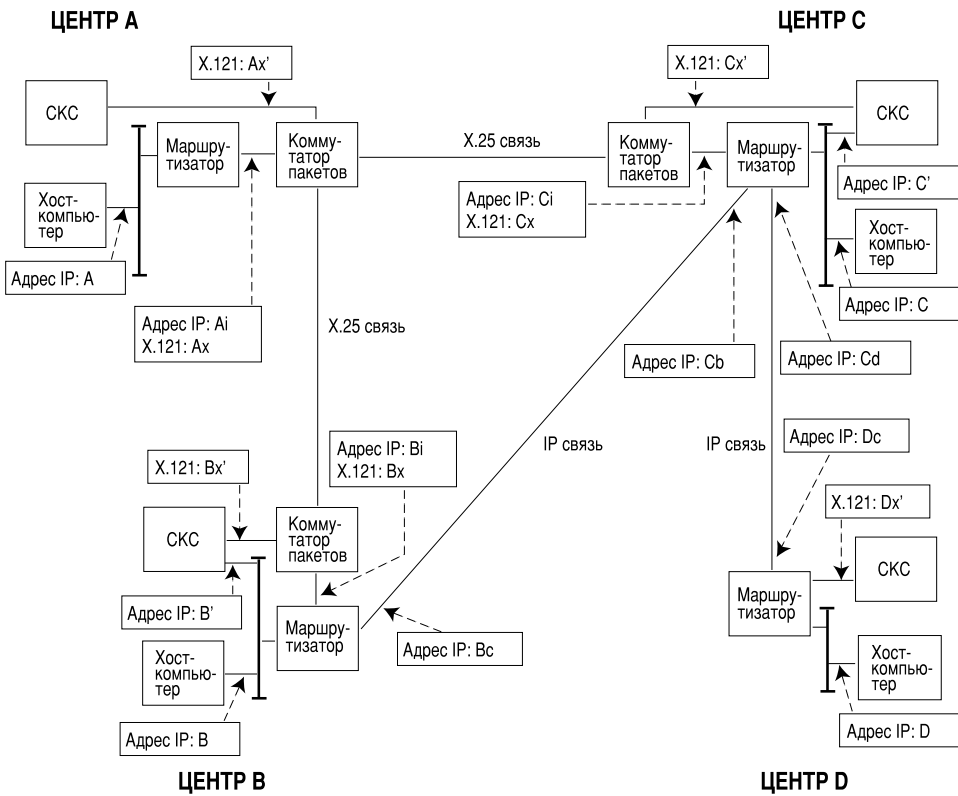 ЦЕНТР А
ЦЕНТР С
X.121: Ax'
X.121: Cx'
СКС
Маршру-
тизатор
Комму-
татор
пакетов
X.25 связь
Комму-
татор
пакетов
Маршру-
тизатор
СКС
Адрес IP: C'
Хост-
компью-
тер
Адрес IP: A
Адрес IP: Ci
X.121: Cx
Хост-
компью-
тер
Адрес IP: C
Адрес IP: Ai
X.121: Ax
X.25 связь
Адрес IP: Cb
Адрес IP: Cd
IP связь
IP связь
Адрес IP: Dc
X.121: Bx'
Адрес IP: Bi
X.121: Bx
X.121: Dx'
СКС
Комму-
татор
пакетов
Маршру-
тизатор
СКС
Адрес IP: B'
Маршру-
тизатор
Хост-
компью-
тер
Адрес IP: Bc
Хост-
компью-
тер
Адрес IP: B
Адрес IP: D
ЦЕНТР В
ЦЕНТР D